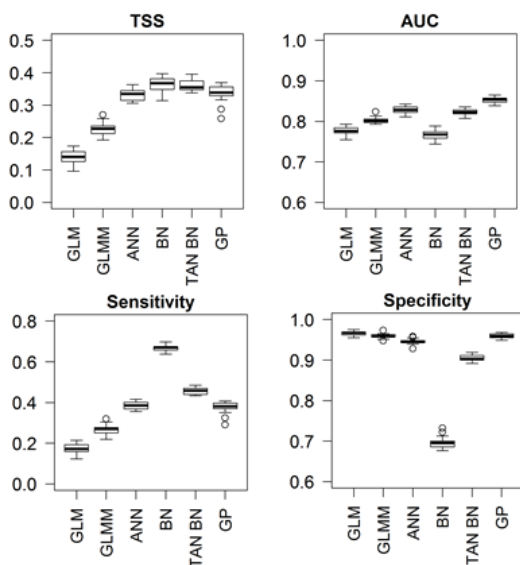 TSS
0.5
0.4
0.3
0.2
0.1
0.0
GLM
GLMM
ANN
BN
TAN BN
GP
AUC
1.0
0.9
0.8
0.7
0.6
GLM
GLMM
ANN
BN
TAN BN
GP
Sensitivity
0.8
0.6
0.4
0.2
0.0
GLM
GLMM
ANN
BN
TAN BN
GP
Specificity
1.0
0.9
0.8
0.7
0.6
GLM
GLMM
ANN
BN
TAN BN
GP